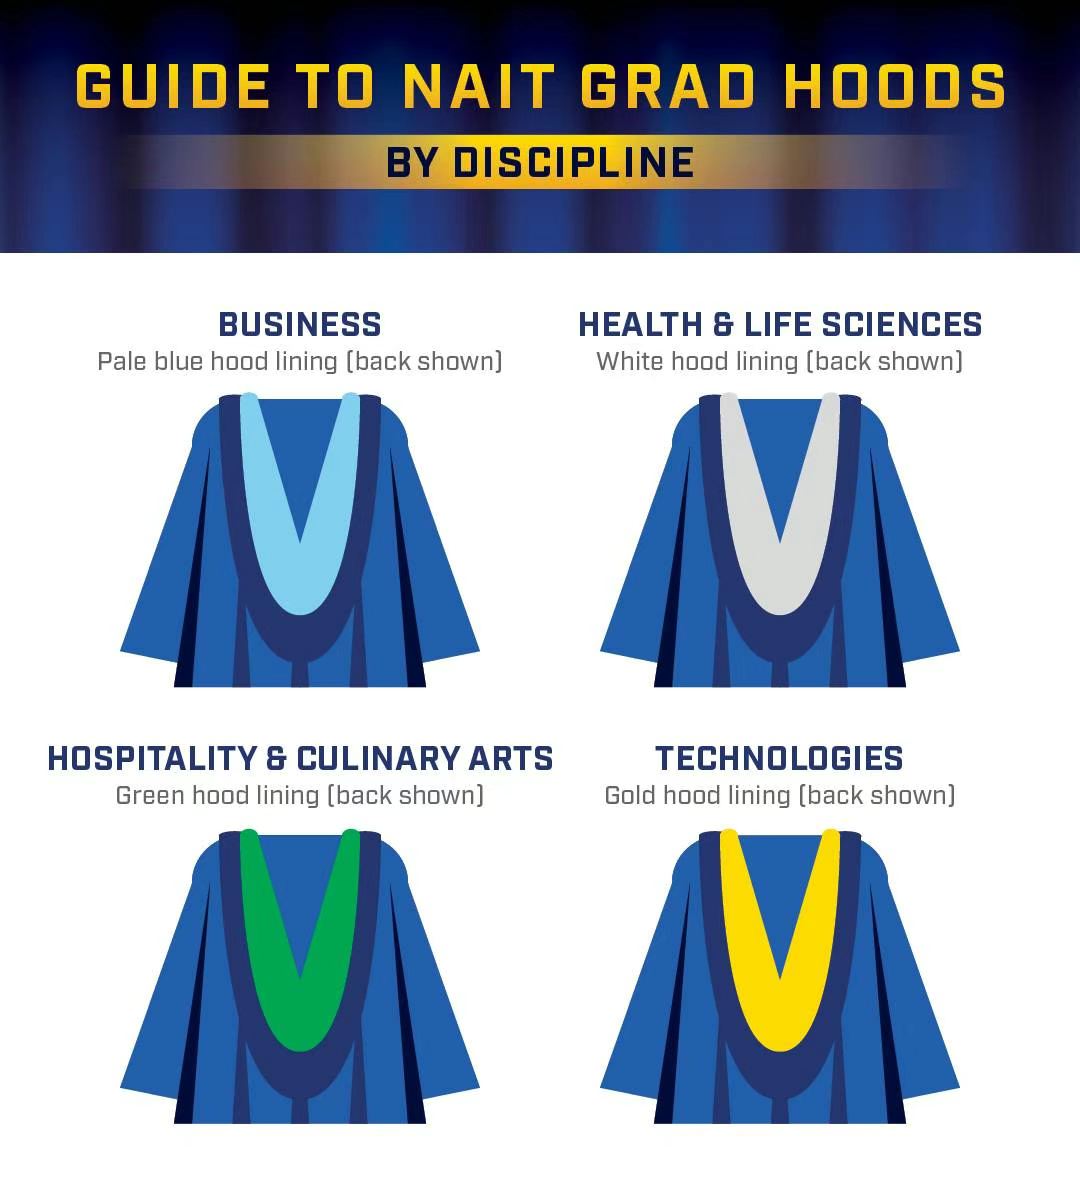 GUIDE TO NAIT GRAD HOODS
BY DISCIPLINE
BUSINESS
Pale blue hood lining (back shown)
HEALTH & LIFE SCIENCES
White hood lining (back shown)
HOSPITALITY & CULINARY ARTS
Green hood lining (back shown)
TECHNOLOGIES
Gold hood lining (back shown)